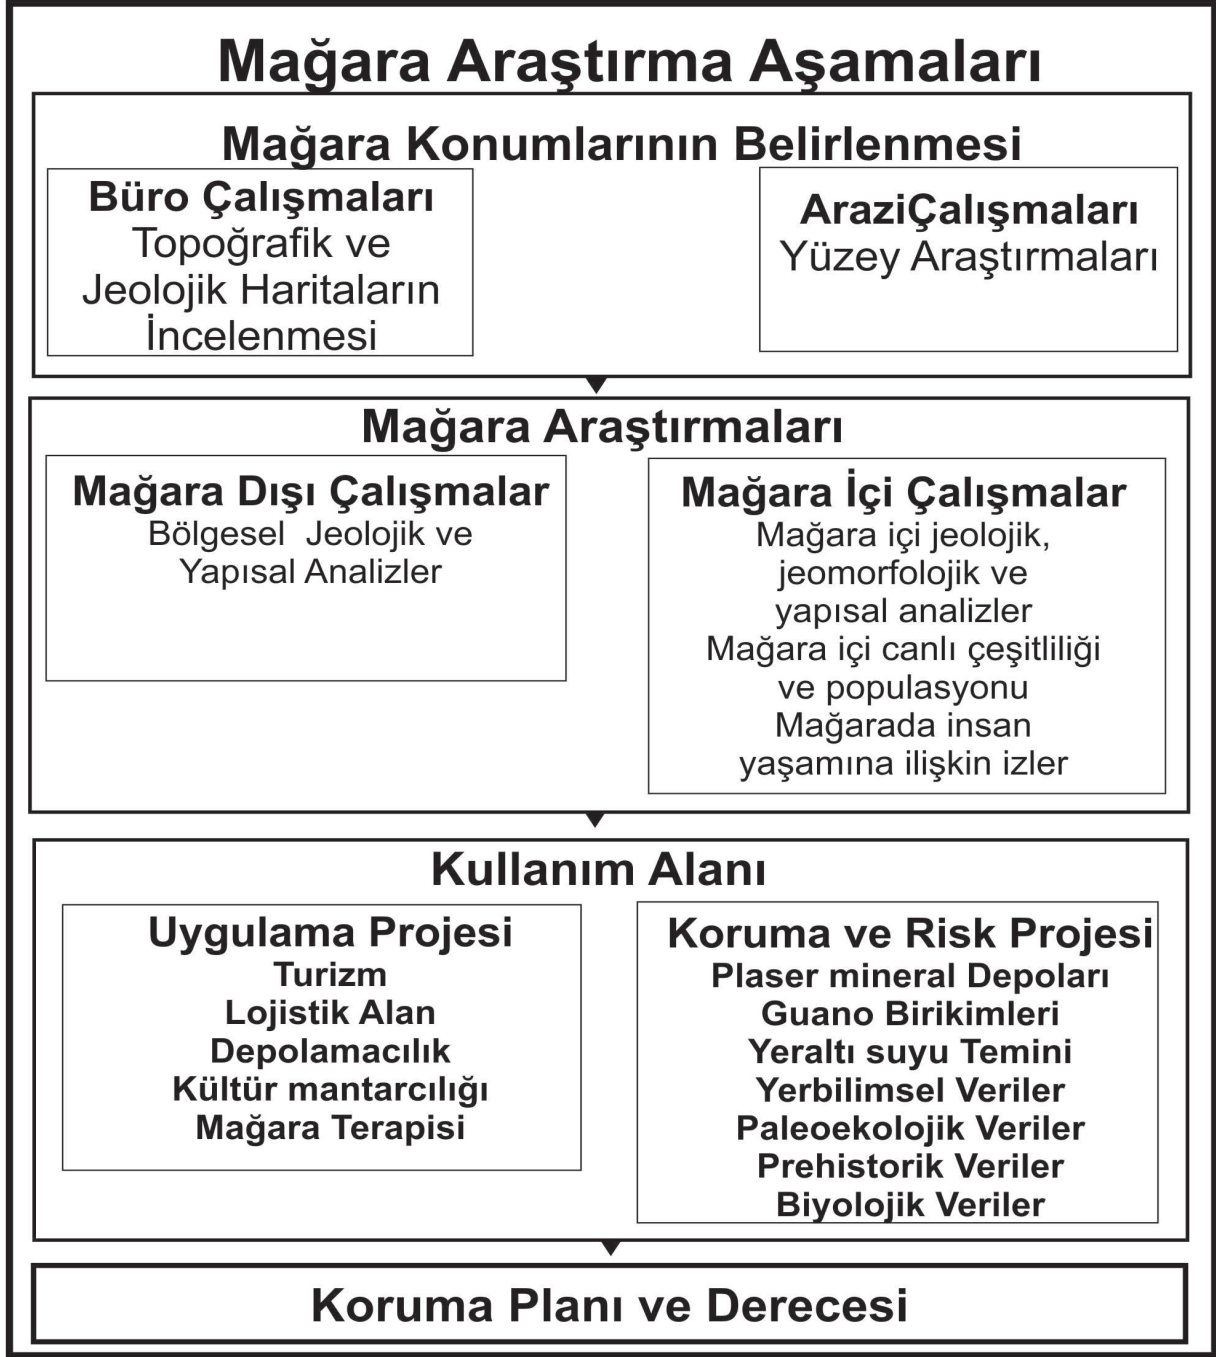 Mağara Araştırma Aşamaları
Mağara Konumlarının Belirlenmesi
Büro Çalışmaları
Topoğrafik ve
Jeolojik Haritaların
İncelenmesi
AraziÇalışmaları
Yüzey Araştırmaları
Mağara Araştırmaları
Mağara Dışı Çalışmalar
Bölgesel Jeolojik ve
Yapısal Analizler
Mağara İçi Çalışmalar
Mağara içi jeolojik,
jeomorfolojik ve
yapısal analizler
Mağara içi canlı çeşitliliği
ve populasyonu
Mağarada insan
yaşamına ilişkin izler
Kullanım Alanı
Uygulama Projesi
Turizm
Lojistik Alan
Depolamacılık
Kültür mantarcılığı
Mağara Terapisi
Koruma ve Risk Projesi
Plaser mineral Depoları
Guano Birikimleri
Yeraltı suyu Temini
Yerbilimsel Veriler
Paleoekolojik Veriler
Prehistorik Veriler
Biyolojik Veriler
Koruma Planı ve Derecesi